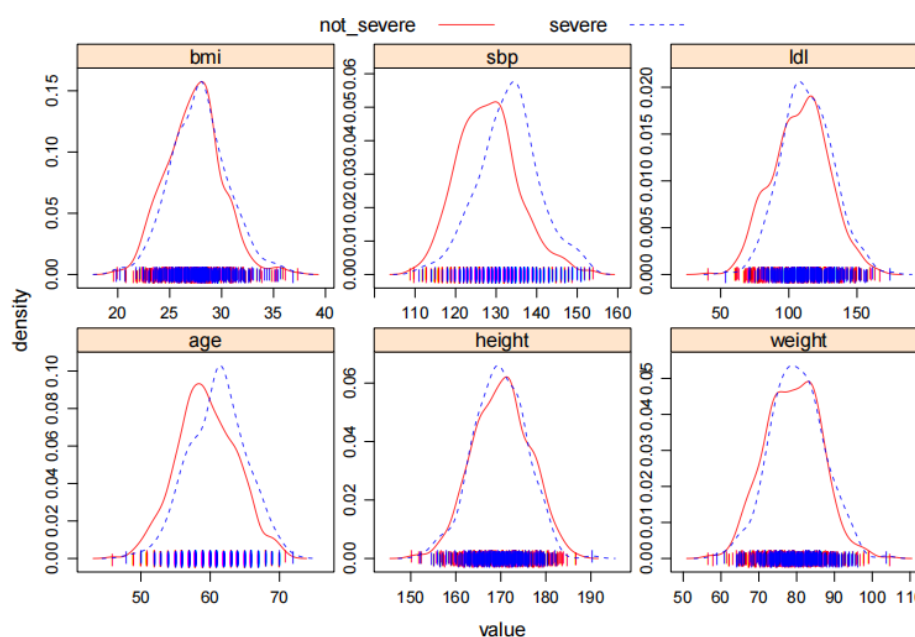 not_severe severe
bmi sbp ldl
0.00 0.05 0.10 0.15
0.00 0.01 0.02 0.03 0.04 0.05 0.06
0.000 0.005 0.010 0.015 0.020
20 25 30 35 40
100 110 120 130 140 150 160
50 100 150
density
age height weight
0.00 0.02 0.04 0.06 0.08 0.10
0.00 0.02 0.04 0.06
0.00 0.01 0.02 0.03 0.04 0.05
50 60 70
150 160 170 180 190
50 60 70 80 90 100
value